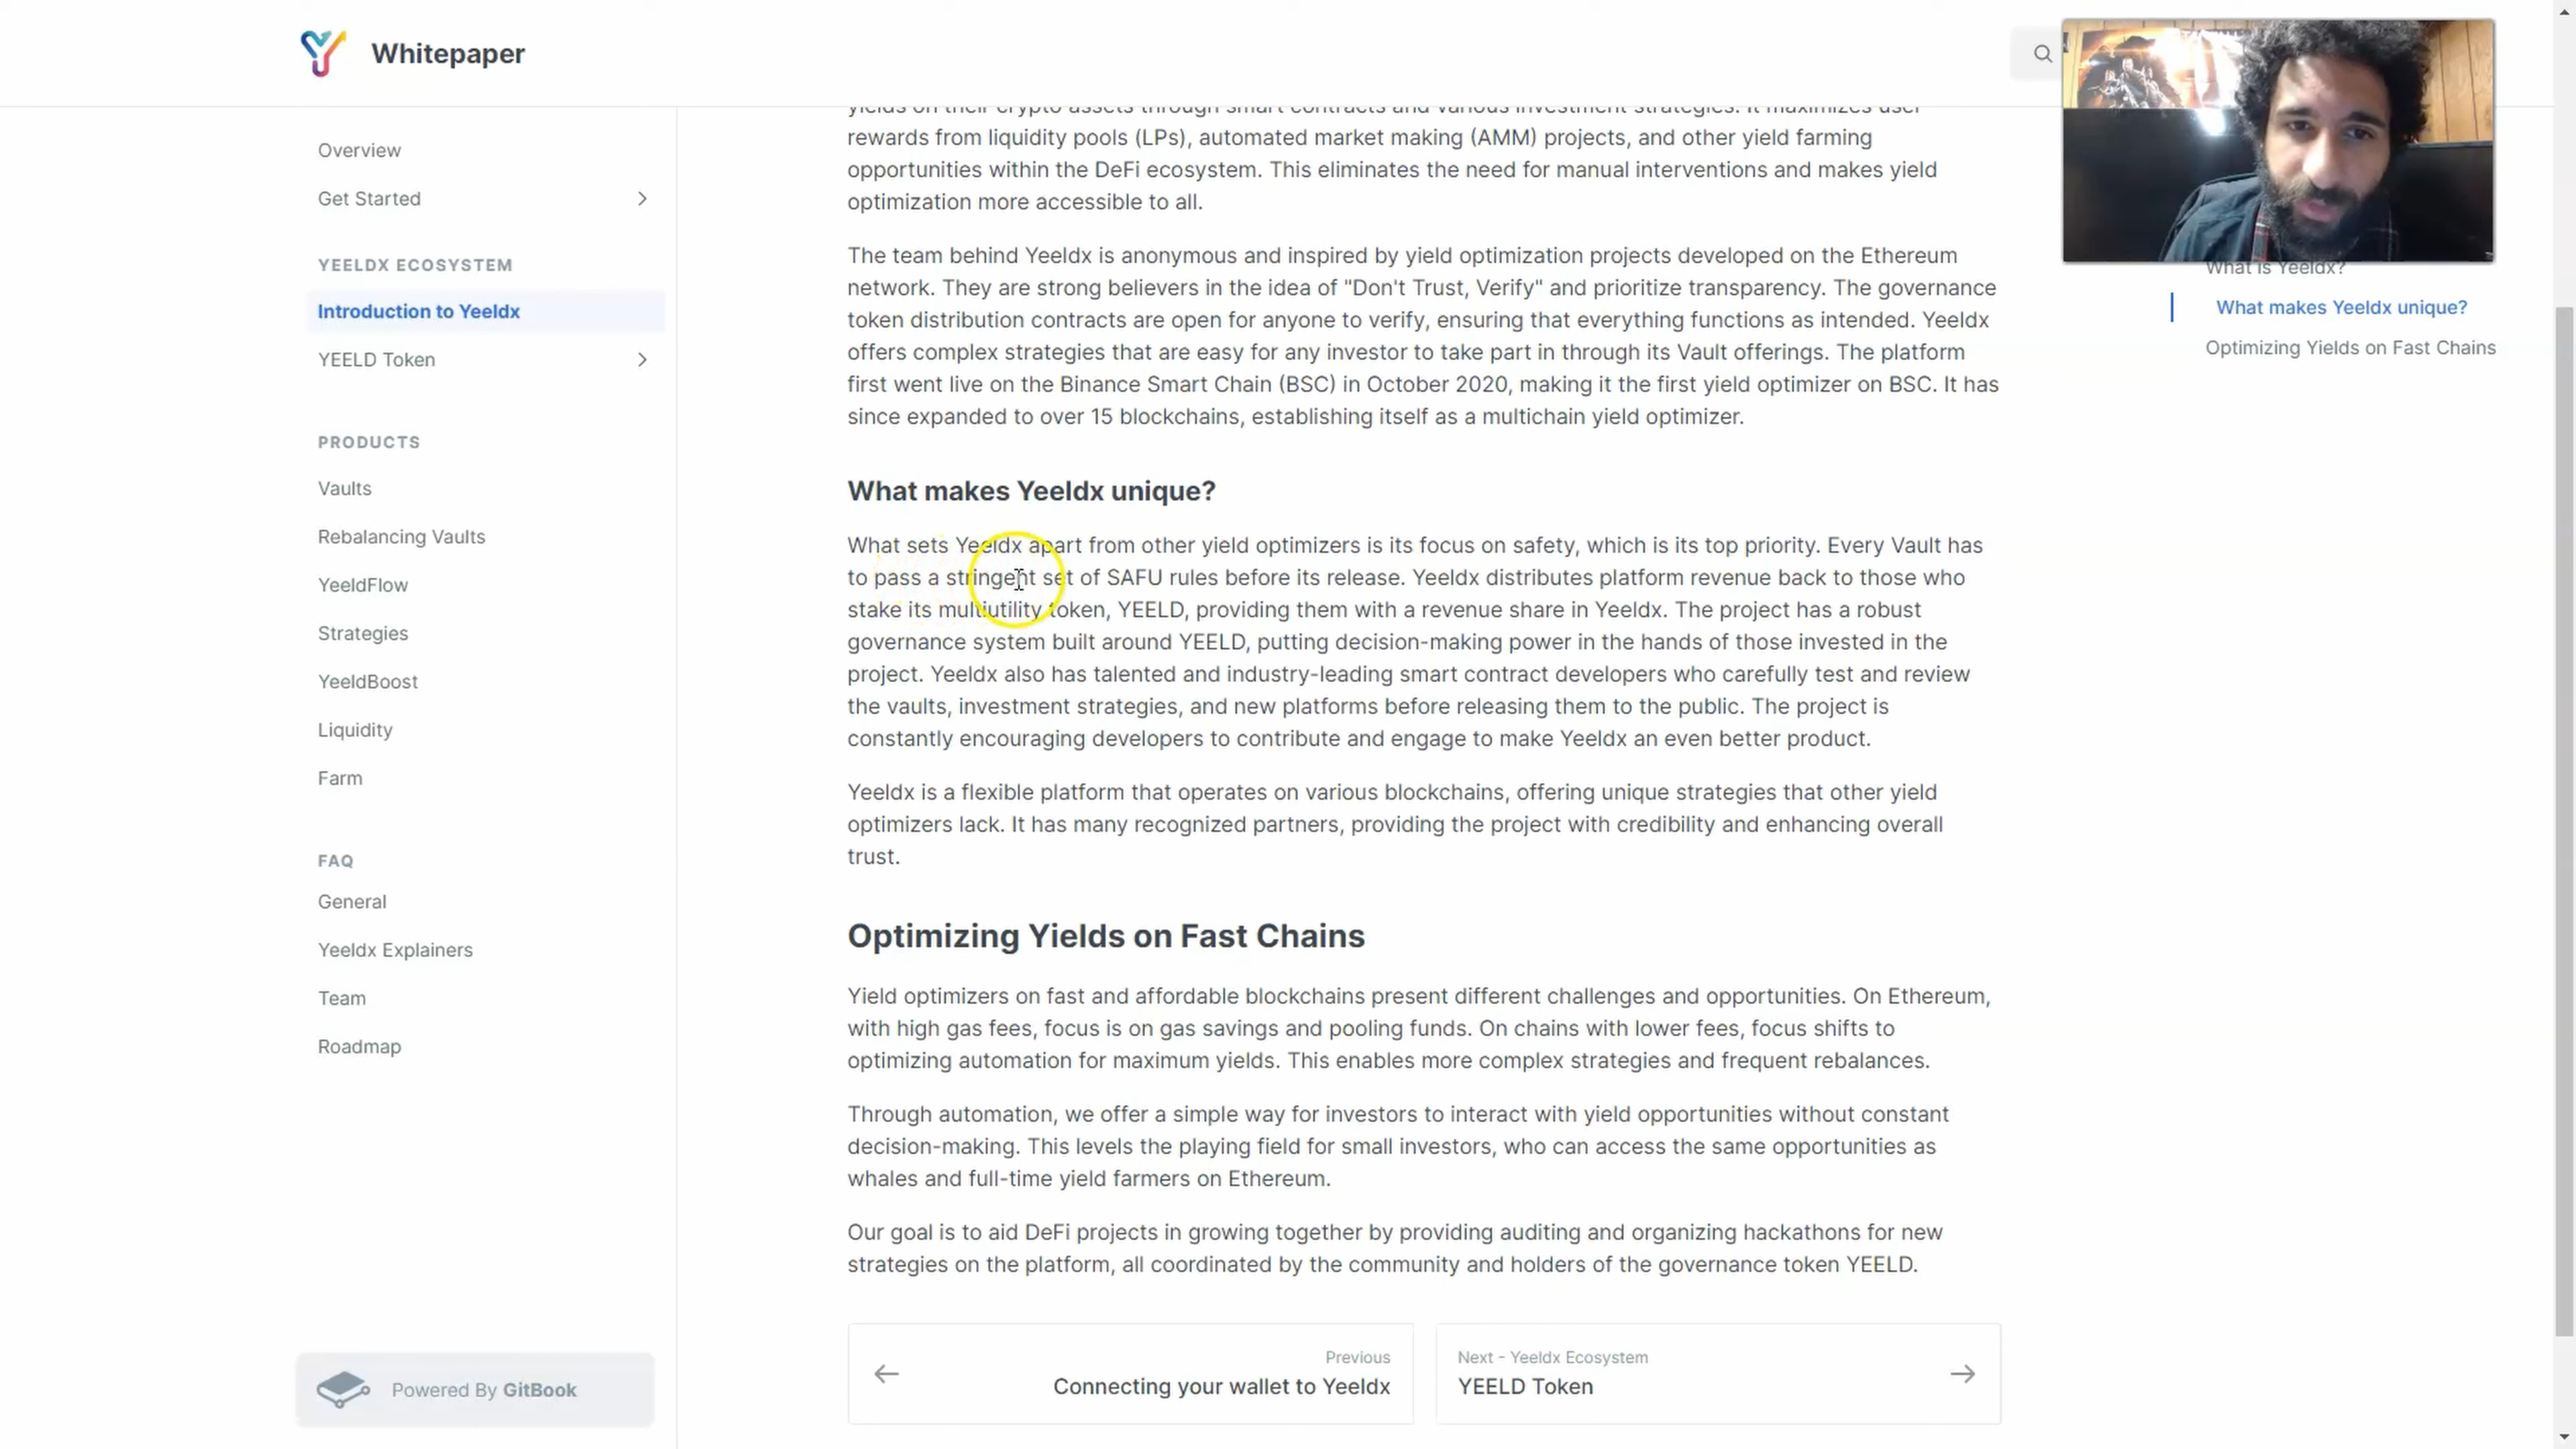 Whitepaper
Overview
Get Started
YEELDX ECOSYSTEM
Introduction to Yeeldx
YEELD Token
PRODUCTS
Vaults
Rebalancing Vaults
YeeldFlow
Strategies
YeeldBoost
Liquidity
Farm
FAQ
General
Yeeldx Explainers
Team
Roadmap
Powered By GitBook
yields on their crypto assets through smart contracts and various investment strategies. It maximizes user
rewards from liquidity pools (LPs), automated market making (AMM) projects, and other yield farming
opportunities within the DeFi ecosystem. This eliminates the need for manual interventions and makes yield
optimization more accessible to all.
The team behind Yeeldx is anonymous and inspired by yield optimization projects developed on the Ethereum
network. They are strong believers in the idea of "Don't Trust, Verify" and prioritize transparency. The governance
token distribution contracts are open for anyone to verify, ensuring that everything functions as intended. Yeeldx
offers complex strategies that are easy for any investor to take part in through its Vault offerings. The platform
first went live on the Binance Smart Chain (BSC) in October 2020, making it the first yield optimizer on BSC. It has
since expanded to over 15 blockchains, establishing itself as a multichain yield optimizer.
What makes Yeeldx unique?
What sets Yeeldx apart from other yield optimizers is its focus on safety, which is its top priority. Every Vault has
to pass a stringent set of SAFU rules before its release. Yeeldx distributes platform revenue back to those who
stake its multiutility token, YEELD, providing them with a revenue share in Yeeldx. The project has a robust
governance system built around YEELD, putting decision-making power in the hands of those invested in the
project. Yeeldx also has talented and industry-leading smart contract developers who carefully test and review
the vaults, investment strategies, and new platforms before releasing them to the public. The project is
constantly encouraging developers to contribute and engage to make Yeeldx an even better product.
Yeeldx is a flexible platform that operates on various blockchains, offering unique strategies that other yield
optimizers lack. It has many recognized partners, providing the project with credibility and enhancing overall
trust.
Optimizing Yields on Fast Chains
Yield optimizers on fast and affordable blockchains present different challenges and opportunities. On Ethereum,
with high gas fees, focus is on gas savings and pooling funds. On chains with lower fees, focus shifts to
optimizing automation for maximum yields. This enables more complex strategies and frequent rebalances.
Through automation, we offer a simple way for investors to interact with yield opportunities without constant
decision-making. This levels the playing field for small investors, who can access the same opportunities as
whales and full-time yield farmers on Ethereum.
Our goal is to aid DeFi projects in growing together by providing auditing and organizing hackathons for new
strategies on the platform, all coordinated by the community and holders of the governance token YEELD.
Previous
Connecting your wallet to Yeeldx
Next - Yeeldx Ecosystem
YEELD Token
What is Yeeldx?
What makes Yeeldx unique?
Optimizing Yields on Fast Chains